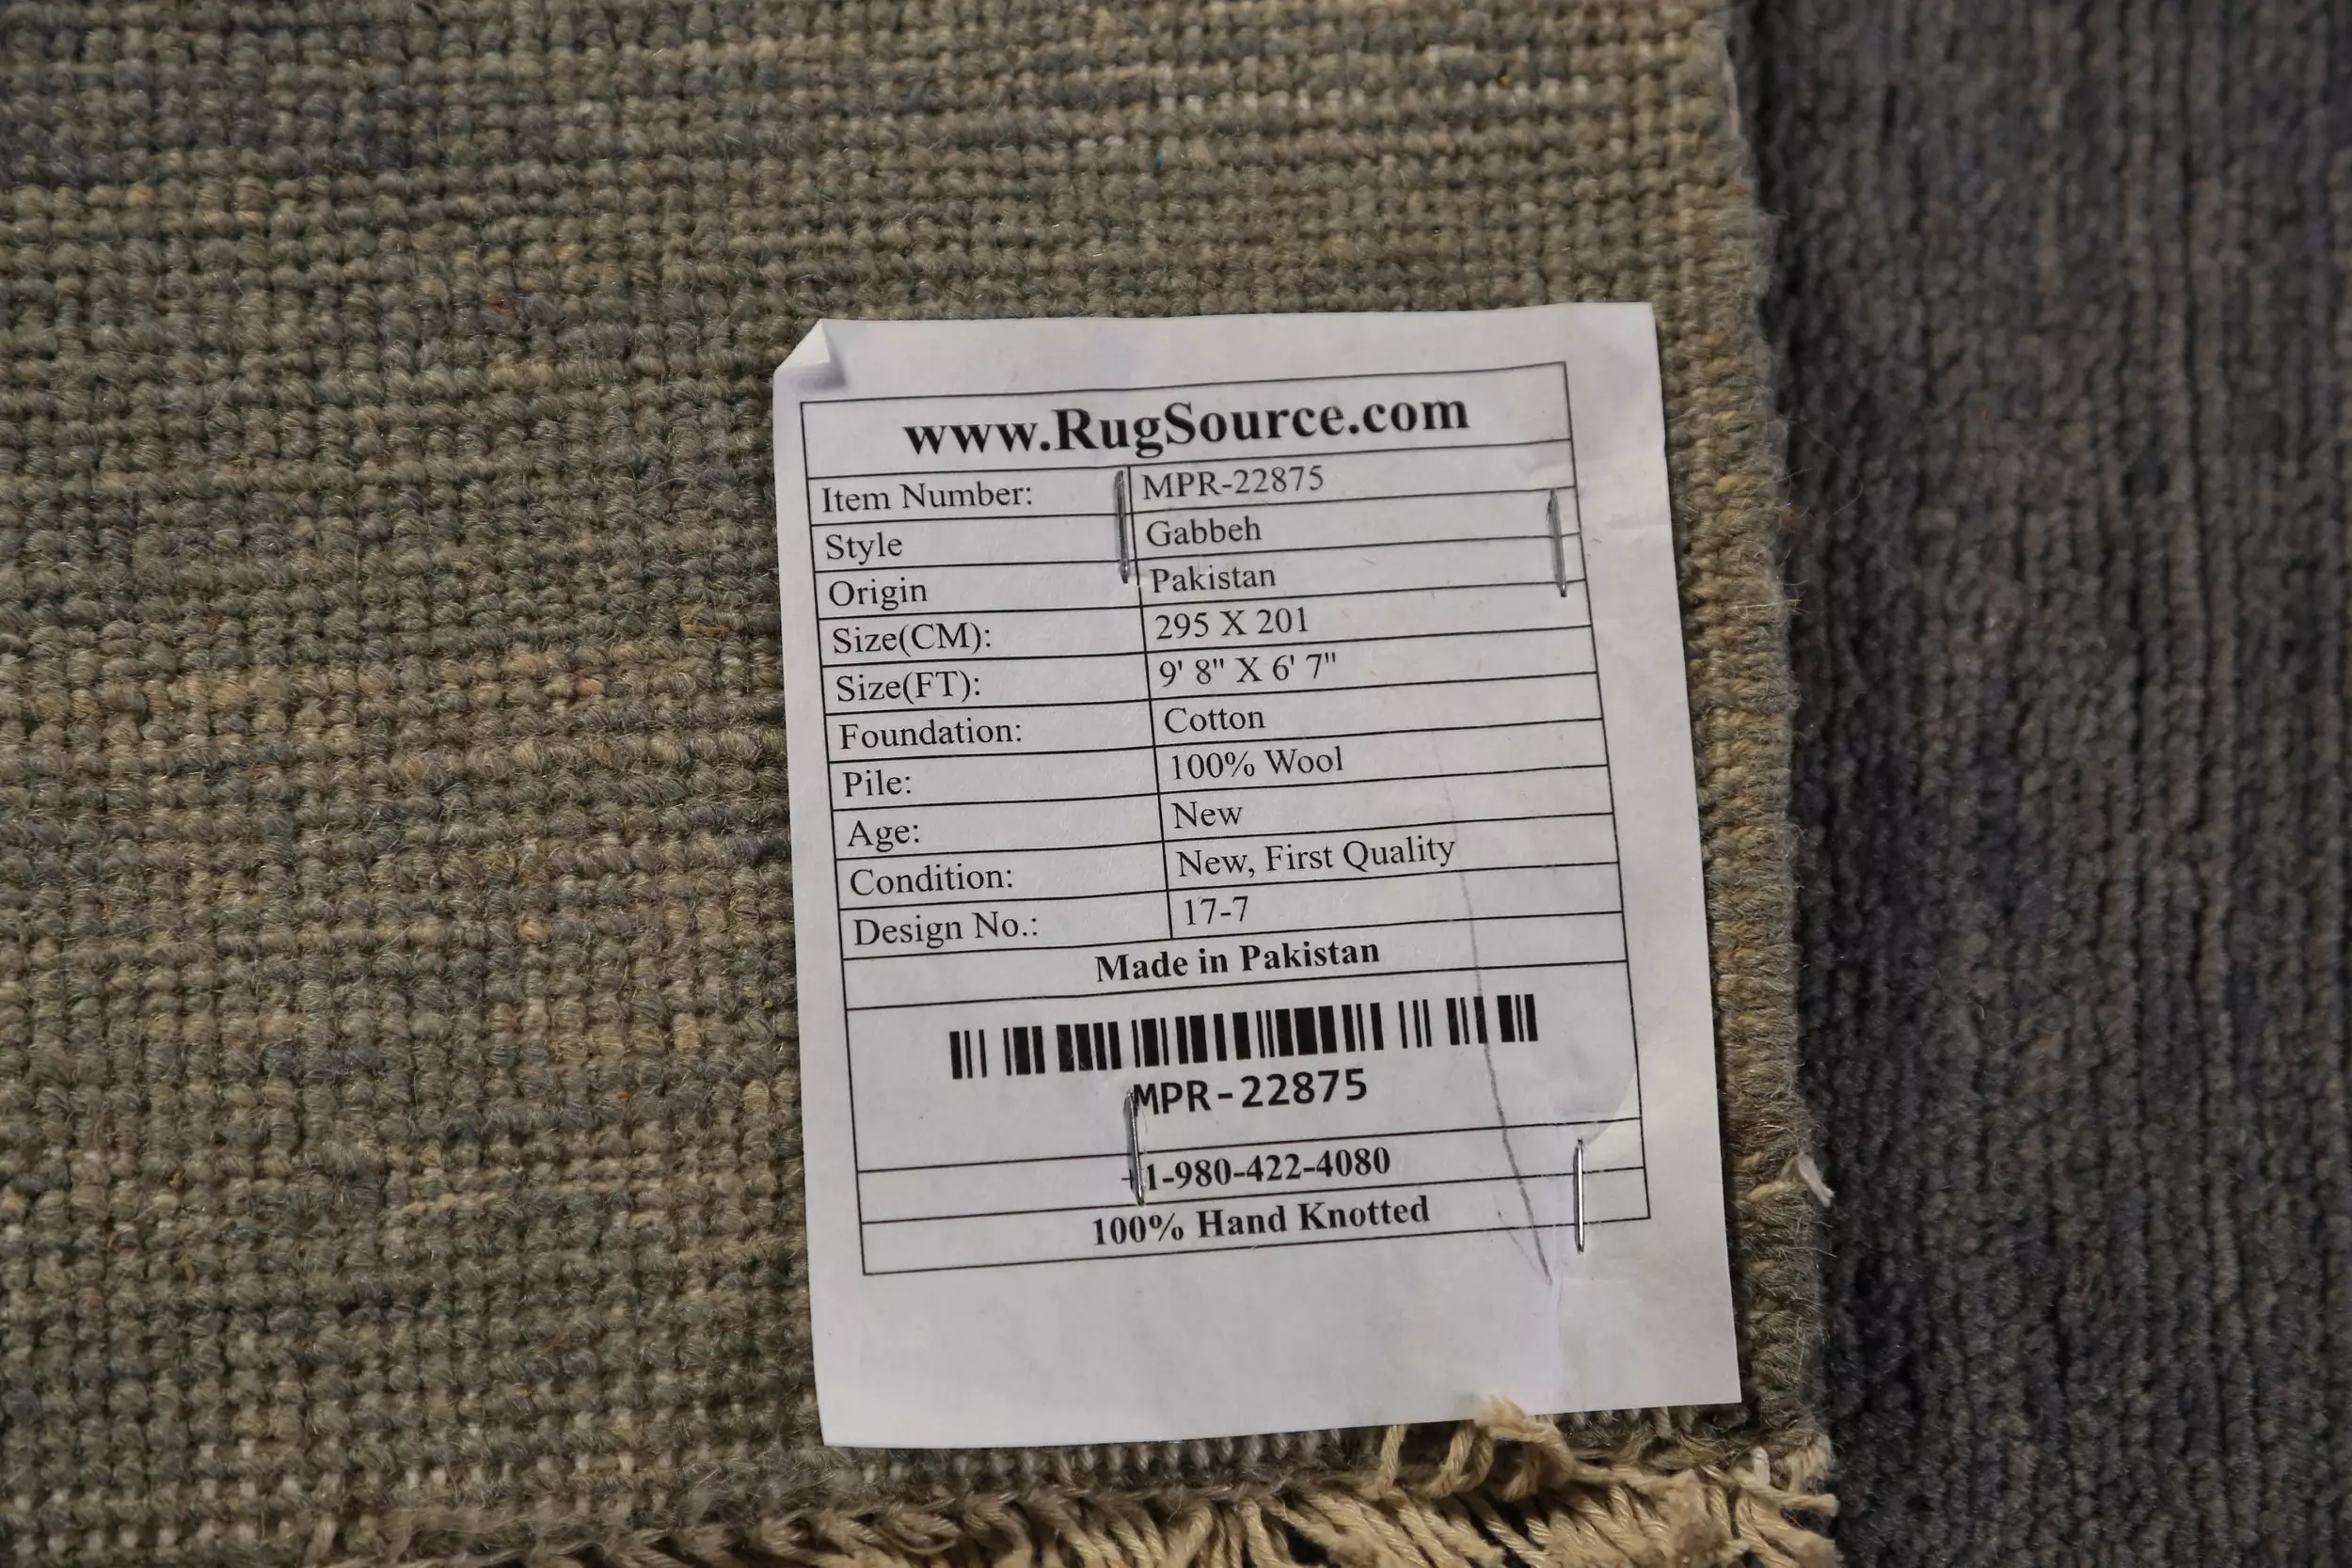 www.RugSource.com
Item Number: MPR-22875
Style Gabbeh
Origin Pakistan
Size(CM): 295 X 201
Size(FT): 9' 8" X 6' 7"
Foundation: Cotton
Pile: 100% Wool
Age: New
Condition: New, First Quality
Design No.: 17-7
Made in Pakistan
MPR-22875
+1-980-422-4080
100% Hand Knotted